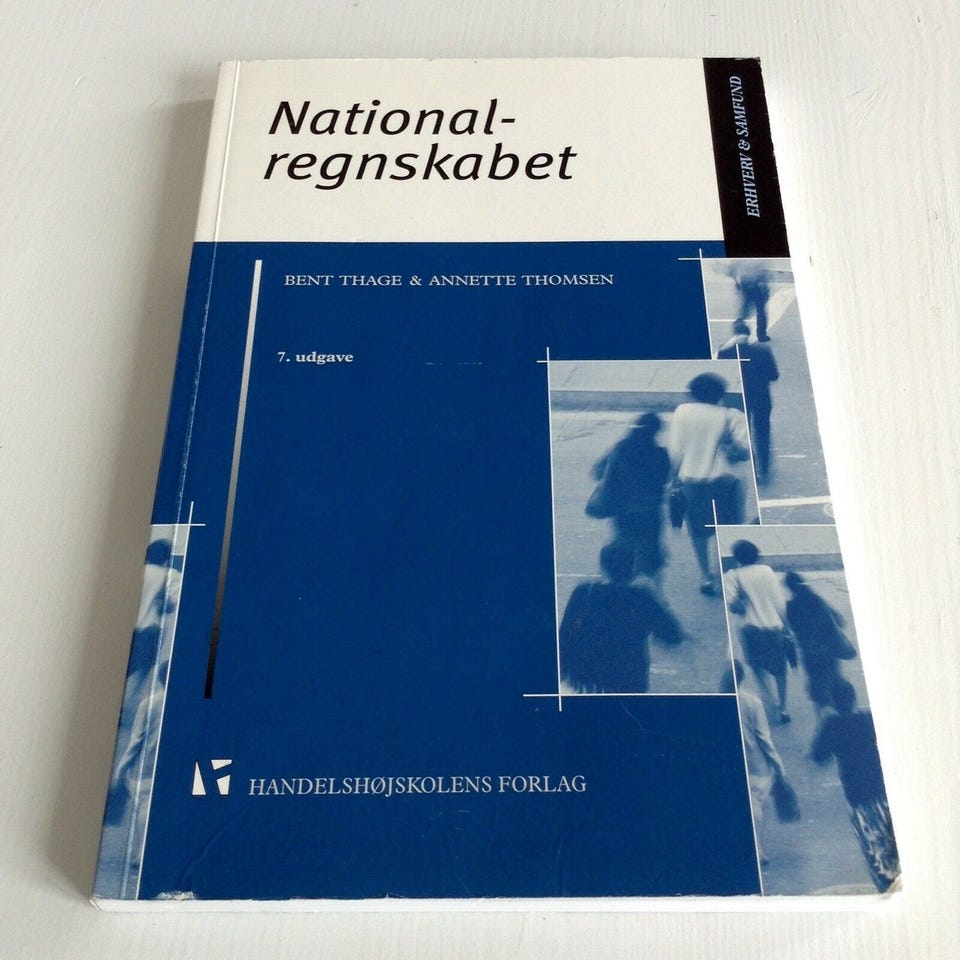 National-
regnskabet
ERHVERV & SAMFUND
BENT THAGE & ANNETTE THOMSEN
7. udgave
HANDELSHØJSKOLENS FORLAG